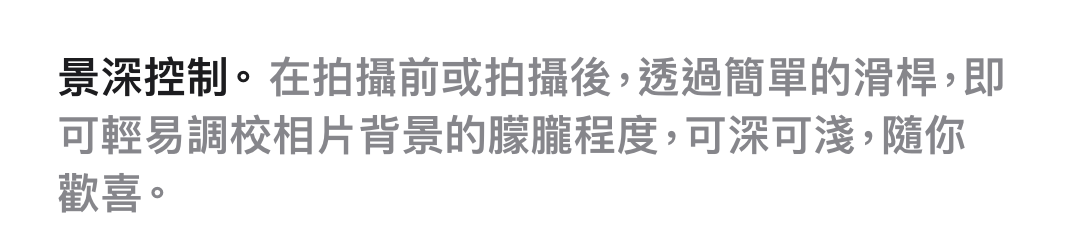 景深控制。在拍攝前或拍攝後，透過簡單的滑桿，即
可輕易調校相片背景的朦朧程度，可深可淺，隨你
歡喜。